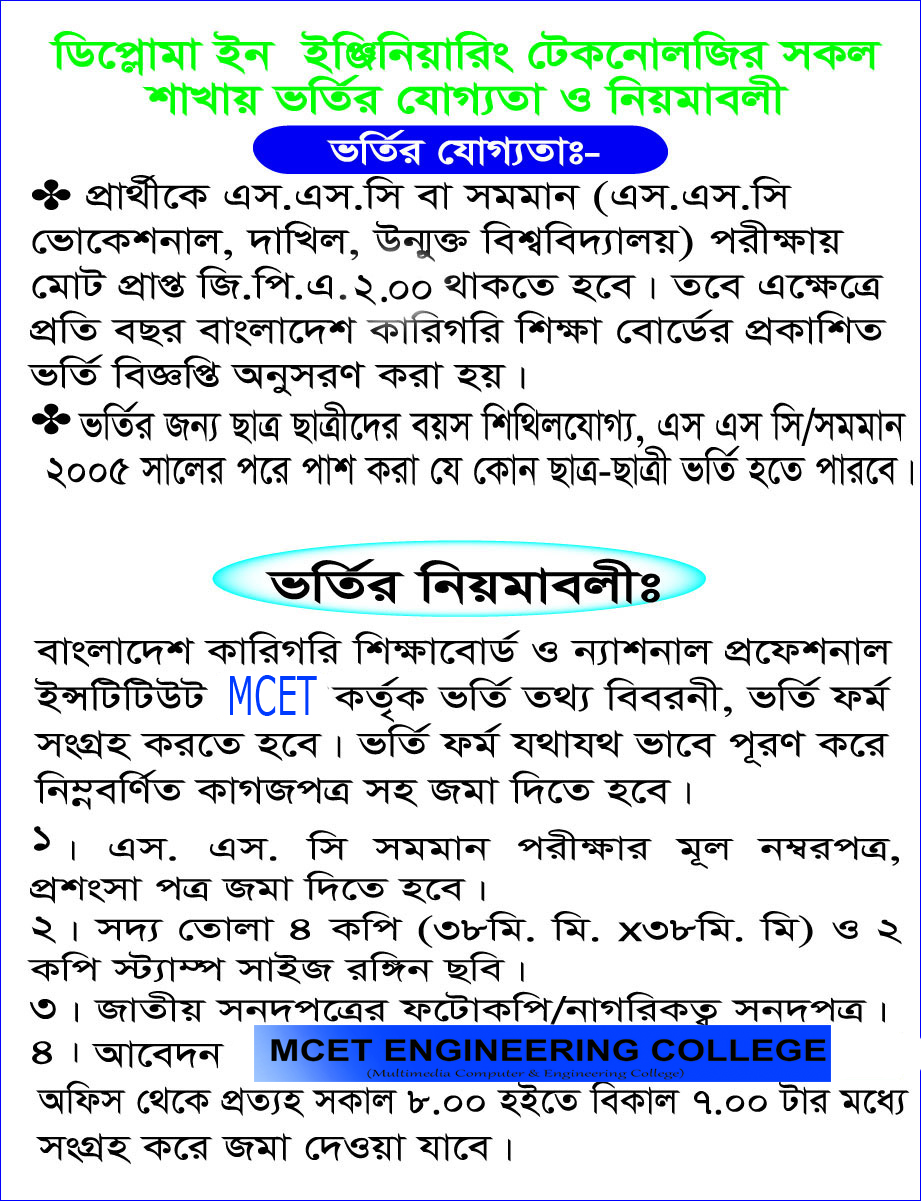 ডিপ্লোমা ইন ইঞ্জিনিয়ারিং টেকনোলজির সকল
শাখায় ভর্তির যোগ্যতা ও নিয়মাবলী
ভর্তির যোগ্যতাঃ-
✤ প্রার্থীকে এস.এস.সি বা সমমান (এস.এস.সি
ভোকেশনাল, দাখিল, উন্মুক্ত বিশ্ববিদ্যালয়) পরীক্ষায়
মোট প্রাপ্ত জি.পি.এ.২.০০ থাকতে হবে। তবে এক্ষেত্রে
প্রতি বছর বাংলাদেশ কারিগরি শিক্ষা বোর্ডের প্রকাশিত
ভর্তি বিজ্ঞপ্তি অনুসরণ করা হয়।
✤ ভর্তির জন্য ছাত্র ছাত্রীদের বয়স শিথিলযোগ্য, এস এস সি/সমমান
২০০৫ সালের পরে পাশ করা যে কোন ছাত্র-ছাত্রী ভর্তি হতে পারবে।
ভর্তির নিয়মাবলীঃ
বাংলাদেশ কারিগরি শিক্ষাবোর্ড ও ন্যাশনাল প্রফেশনাল
ইন্সটিটিউট MCET কর্তৃক ভর্তি তথ্য বিবরনী, ভর্তি ফর্ম
সংগ্রহ করতে হবে। ভর্তি ফর্ম যথাযথ ভাবে পূরণ করে
নিম্নবর্ণিত কাগজপত্র সহ জমা দিতে হবে।
১। এস. এস. সি সমমান পরীক্ষার মূল নম্বরপত্র,
প্রশংসা পত্র জমা দিতে হবে।
২। সদ্য তোলা ৪ কপি (৩৮মি. মি. x৩৮মি. মি) ও ২
কপি স্ট্যাম্প সাইজ রঙ্গিন ছবি।
৩। জাতীয় সনদপত্রের ফটোকপি/নাগরিকত্ব সনদপত্র।
৪। আবেদন MCET ENGINEERING COLLEGE
(Multimedia Computer & Engineering College)
অফিস থেকে প্রত্যহ সকাল ৮.০০ হইতে বিকাল ৭.০০ টার মধ্যে
সংগ্রহ করে জমা দেওয়া যাবে।